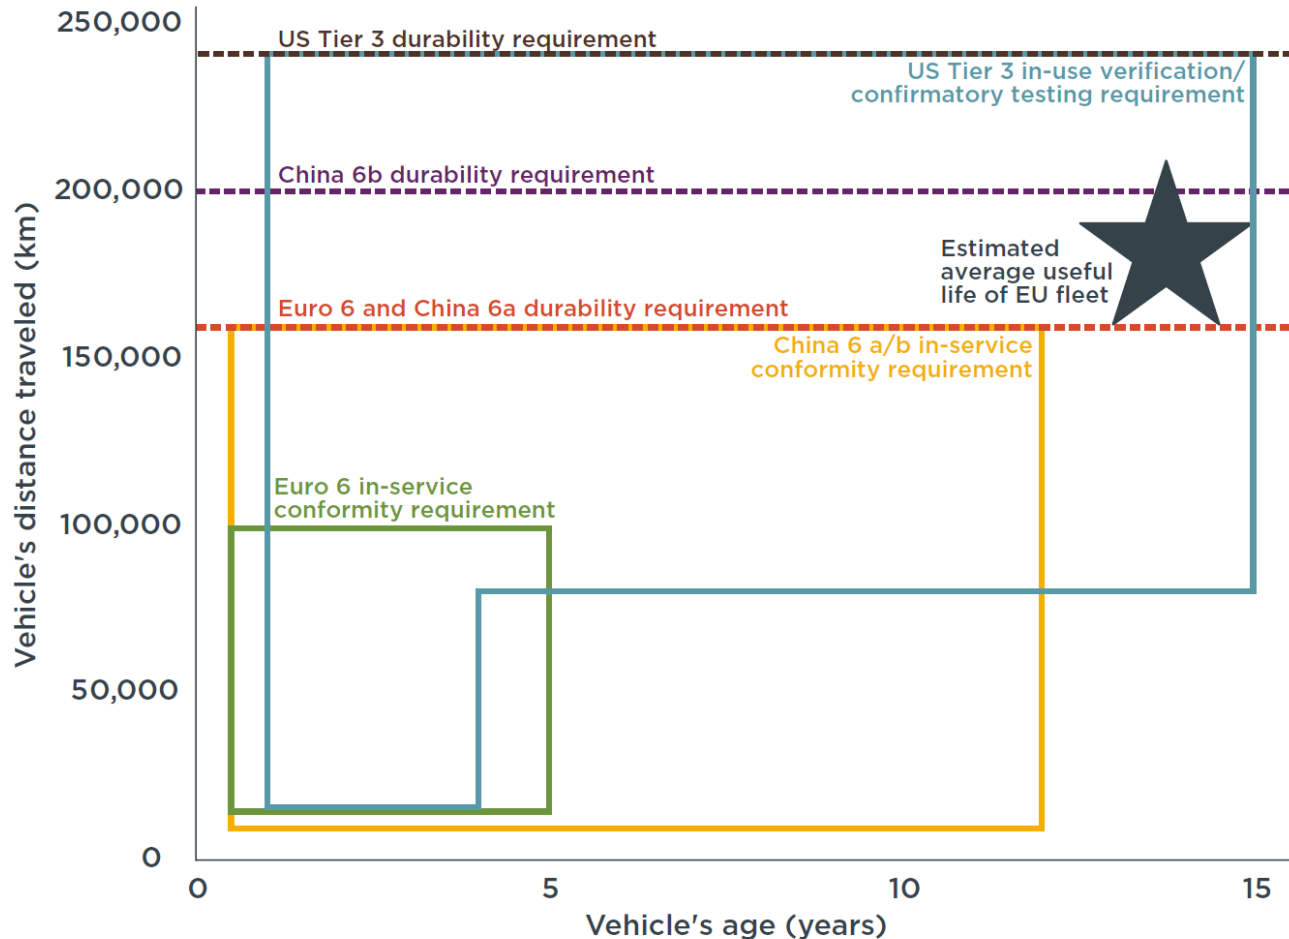 250,000
US Tier 3 durability requirement
US Tier 3 in-use verification/
confirmatory testing requirement
China 6b durability requirement
200,000
Estimated
average useful
life of EU fleet
Euro 6 and China 6a durability requirement
150,000
China 6 a/b in-service
conformity requirement
Euro 6 in-service
conformity requirement
100,000
50,000
0
Vehicle's distance traveled (km)
0
5
10
15
Vehicle's age (years)